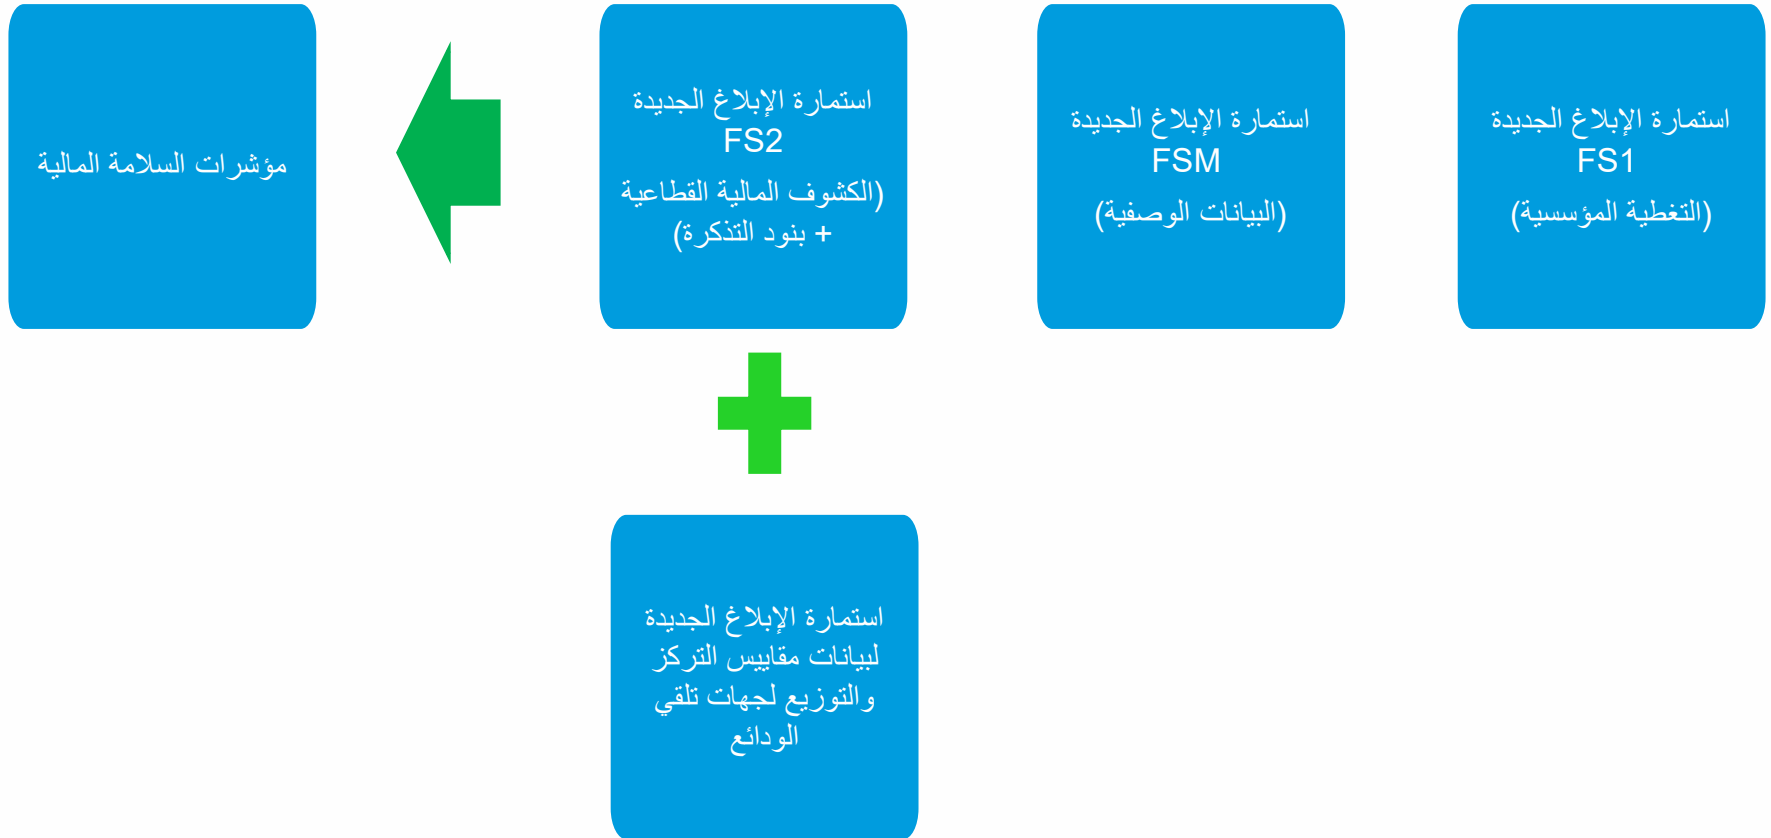 استمارة الإبلاغ الجديدة
FS1
(التغطية المؤسسية)
استمارة الإبلاغ الجديدة
FSM
(البيانات الوصفية)
استمارة الإبلاغ الجديدة
FS2
(الكشوف المالية القطاعية
+ بنود التذكرة)
مؤشرات السلامة المالية
استمارة الإبلاغ الجديدة
لبيانات مقاييس التركز
والتوزيع لجهات تلقي
الودائع